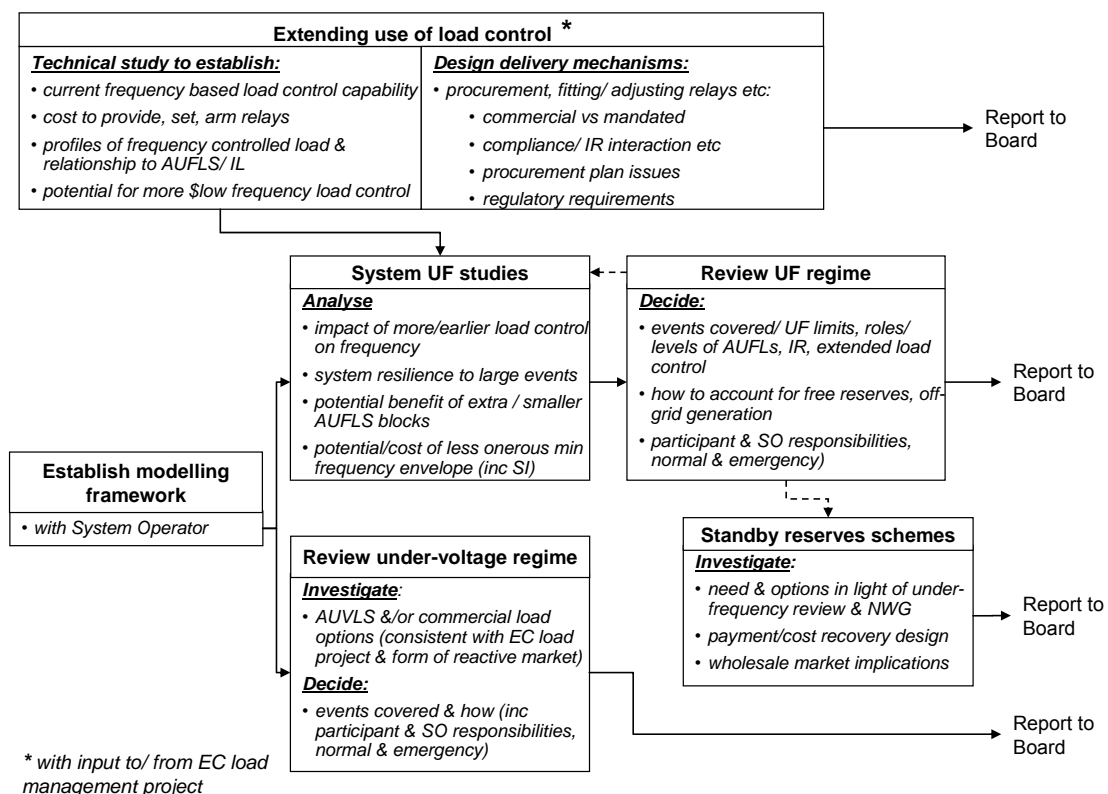 Extending use of load control *
Technical study to establish:
• current frequency based load control capability
• cost to provide, set, arm relays
• profiles of frequency controlled load &
relationship to AUFLS/ IL
• potential for more $low frequency load control
Design delivery mechanisms:
• procurement, fitting/ adjusting relays etc:
• commercial vs mandated
• compliance/ IR interaction etc
• procurement plan issues
• regulatory requirements
Report to
Board
System UF studies
Analyse
• impact of more/earlier load control
on frequency
• system resilience to large events
• potential benefit of extra / smaller
AUFLS blocks
• potential/cost of less onerous min
frequency envelope (inc SI)
Review UF regime
Decide:
• events covered/ UF limits, roles/
levels of AUFLs, IR, extended load
control
• how to account for free reserves, off-
grid generation
• participant & SO responsibilities,
normal & emergency)
Report to
Board
Establish modelling
framework
• with System Operator
Review under-voltage regime
Investigate:
• AUVLS &/or commercial load
options (consistent with EC load
project & form of reactive market)
Decide:
• events covered & how (inc
participant & SO responsibilities,
normal & emergency)
Standby reserves schemes
Investigate:
• need & options in light of under-
frequency review & NWG
• payment/cost recovery design
• wholesale market implications
Report to
Board
Report to
Board
* with input to/ from EC load
management project